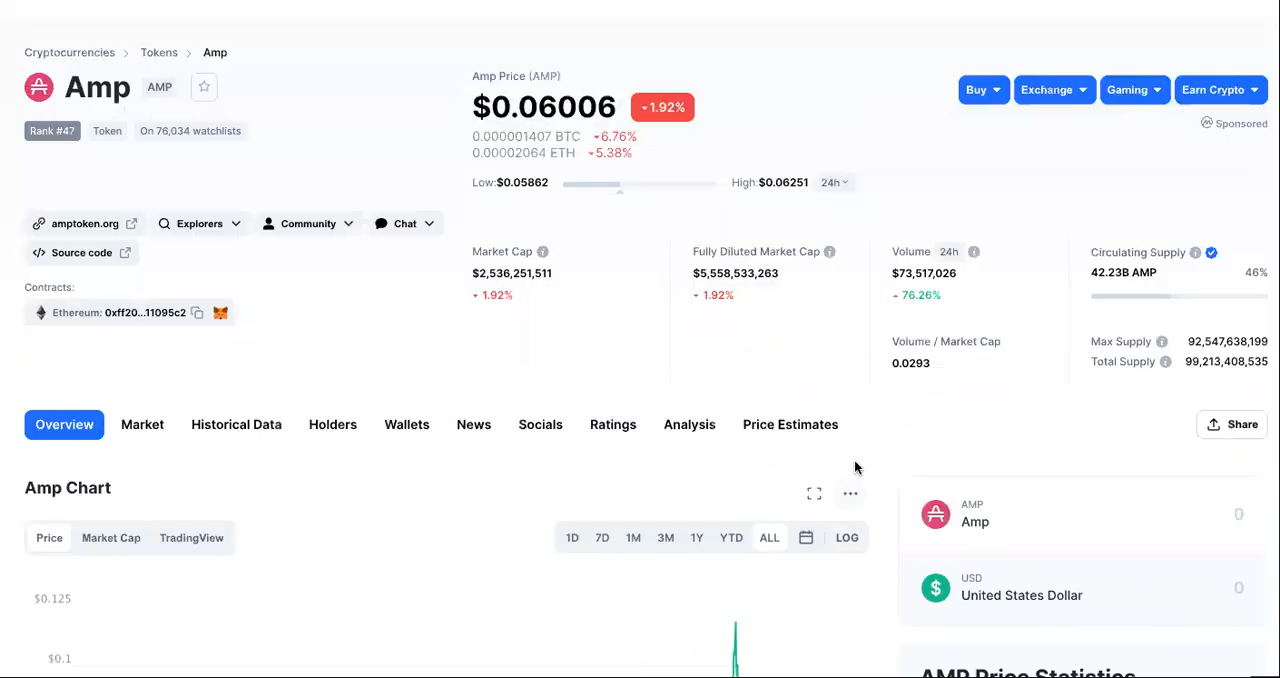 Cryptocurrencies > Tokens > Amp
Amp AMP
Rank #47 Token On 76,034 watchlists
amptoken.org Explorers Community Chat
Source code
Contracts:
Ethereum: 0xff20...11095c2
Amp Price (AMP)
$0.06006 1.92%
0.000001407 BTC 6.76%
0.00002064 ETH 5.38%
Low:$0.05862 High:$0.06251 24h
Buy Exchange Gaming Earn Crypto
Sponsored
Market Cap
$2,536,251,511
1.92%
Fully Diluted Market Cap
$5,558,533,263
1.92%
Volume 24h
$73,517,026
76.26%
Volume / Market Cap
0.0293
Circulating Supply
42.23B AMP 46%
Max Supply 92,547,638,199
Total Supply 99,213,408,535
Overview Market Historical Data Holders Wallets News Socials Ratings Analysis Price Estimates Share
Amp Chart
Price Market Cap TradingView 1D 7D 1M 3M 1Y YTD ALL LOG
$0.125
$0.1
AMP
Amp 0
USD
United States Dollar 0
AMP Price Statistics